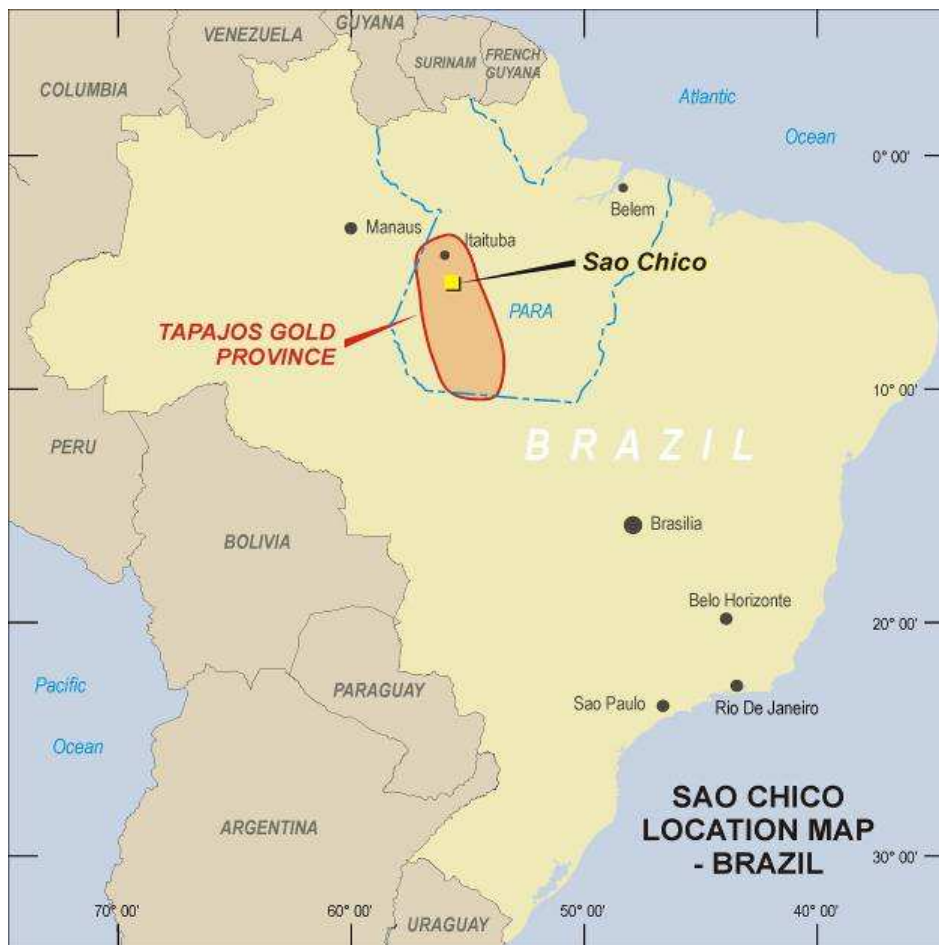 GUYANA
VENEZUELA
SURINAM
FRENCH
GUYANA
COLUMBIA
Atlantic
Ocean
0° 00'
Belem
Manaus
Itaituba
Sao Chico
PARA
TAPAJOS GOLD
PROVINCE
10° 00'
PERU
BRAZIL
Brasilia
BOLIVIA
Belo Horizonte
20° 00'
Pacific
Ocean
PARAGUAY
Sao Paulo
Rio De Janeiro
SAO CHICO
LOCATION MAP
- BRAZIL
ARGENTINA
30° 00'
70° 00'
60° 00'
50° 00'
40° 00'
URAGUAY